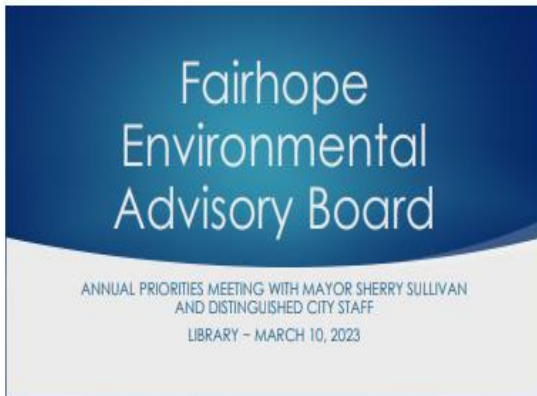 Fairhope
Environmental
Advisory Board
ANNUAL PRIORITIES MEETING WITH MAYOR SHERRY SULLIVAN
AND DISTINGUISHED CITY STAFF
LIBRARY – MARCH 10, 2023